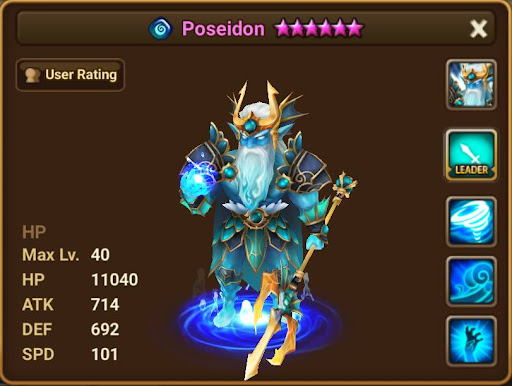 Poseidon
User Rating
LEADER
HP
Max Lv. 40
HP 11040
ATK 714
DEF 692
SPD 101